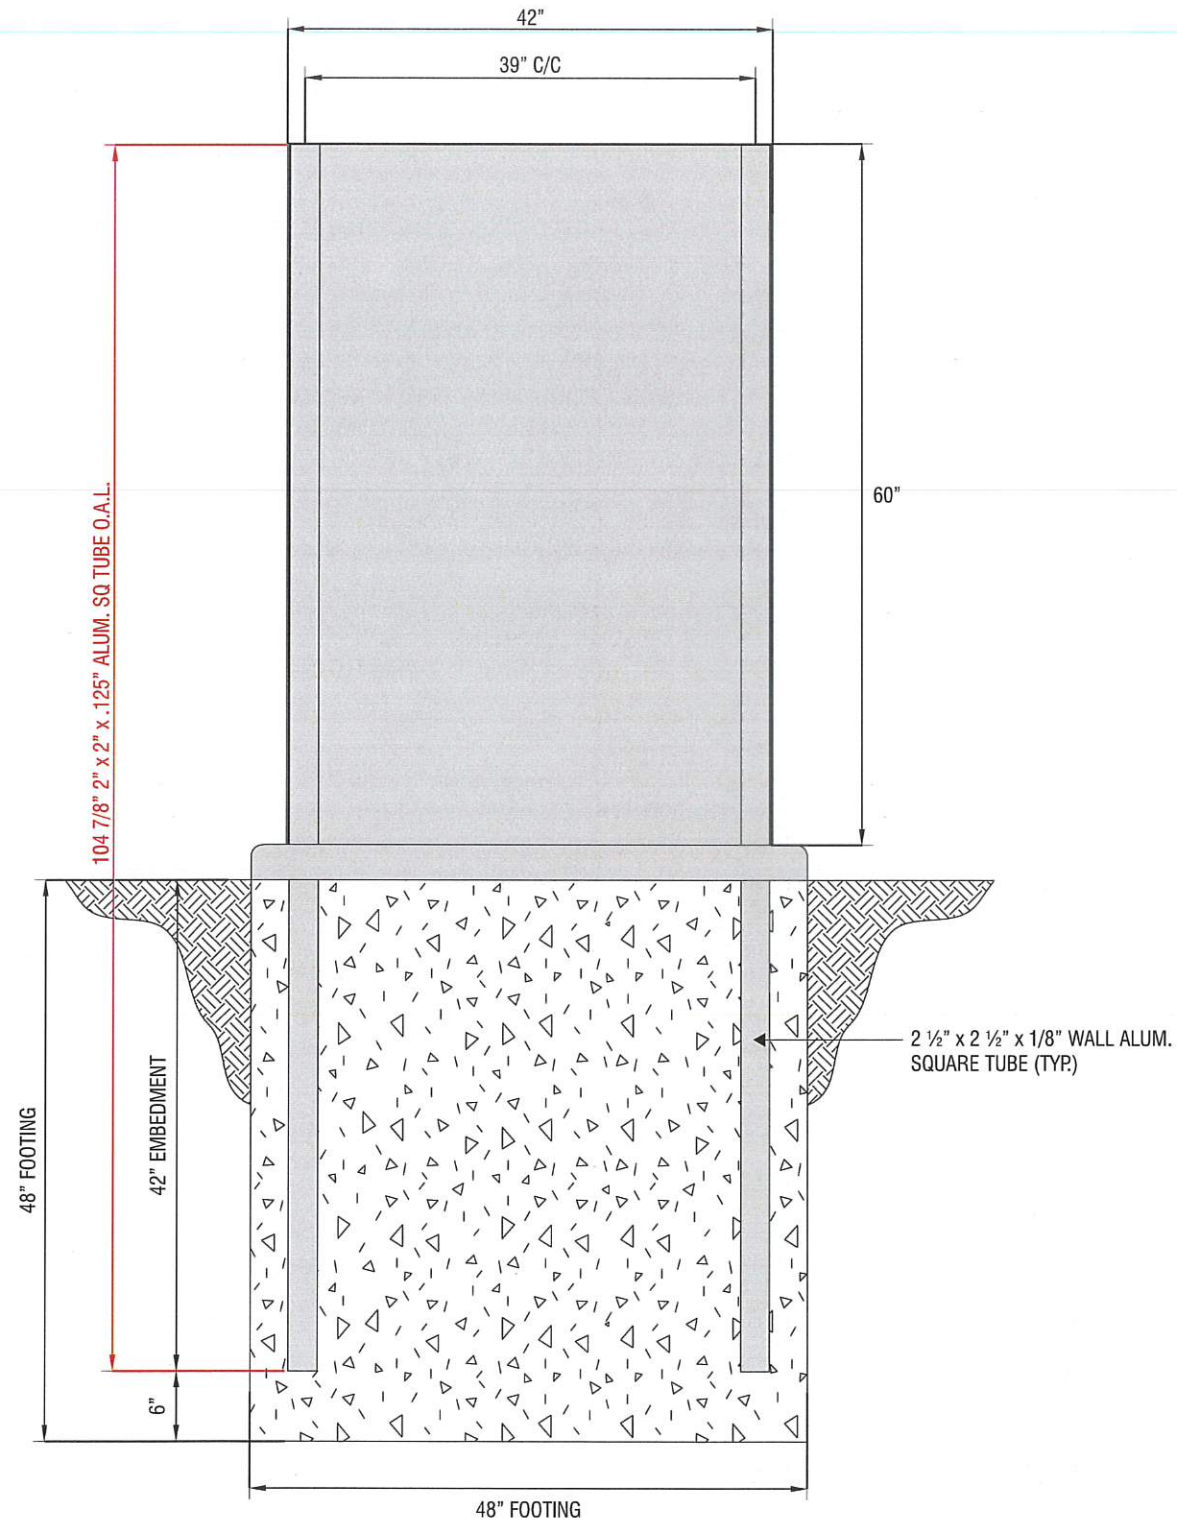 42"
39" C/C
104 7/8" 2" x 2" x .125" ALUM. SQ TUBE O.A.L.
60"
2 ½" x 2 ½" x 1/8" WALL ALUM.
SQUARE TUBE (TYP.)
48" FOOTING
42" EMBEDMENT
6"
48" FOOTING